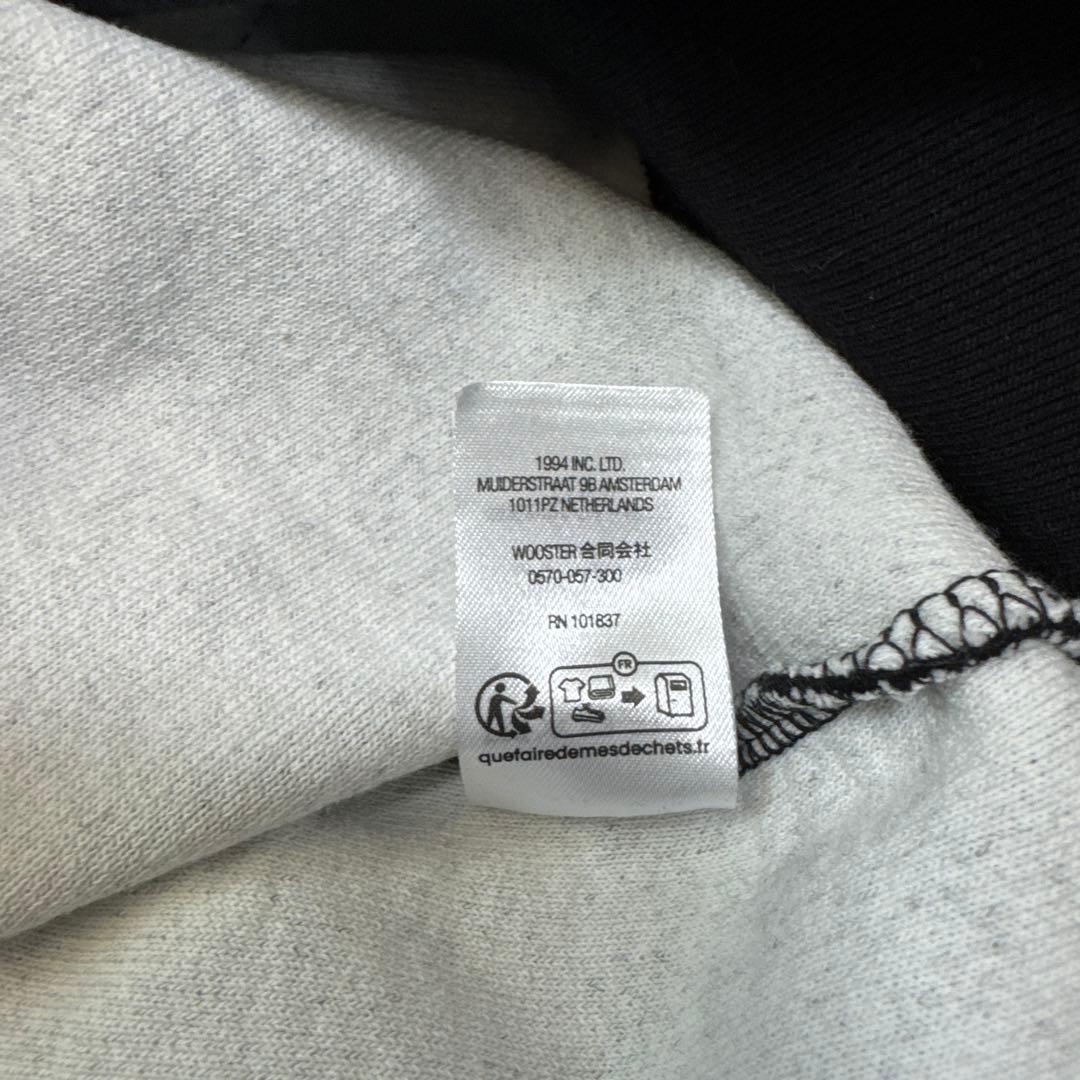 1994 INC. LTD.
MUIDERSTRAAT 9B AMSTERDAM
1011PZ NETHERLANDS
WOOSTER 合同会社
0570-057-300
RN 101837
FR
quefairedemesdechets.fr